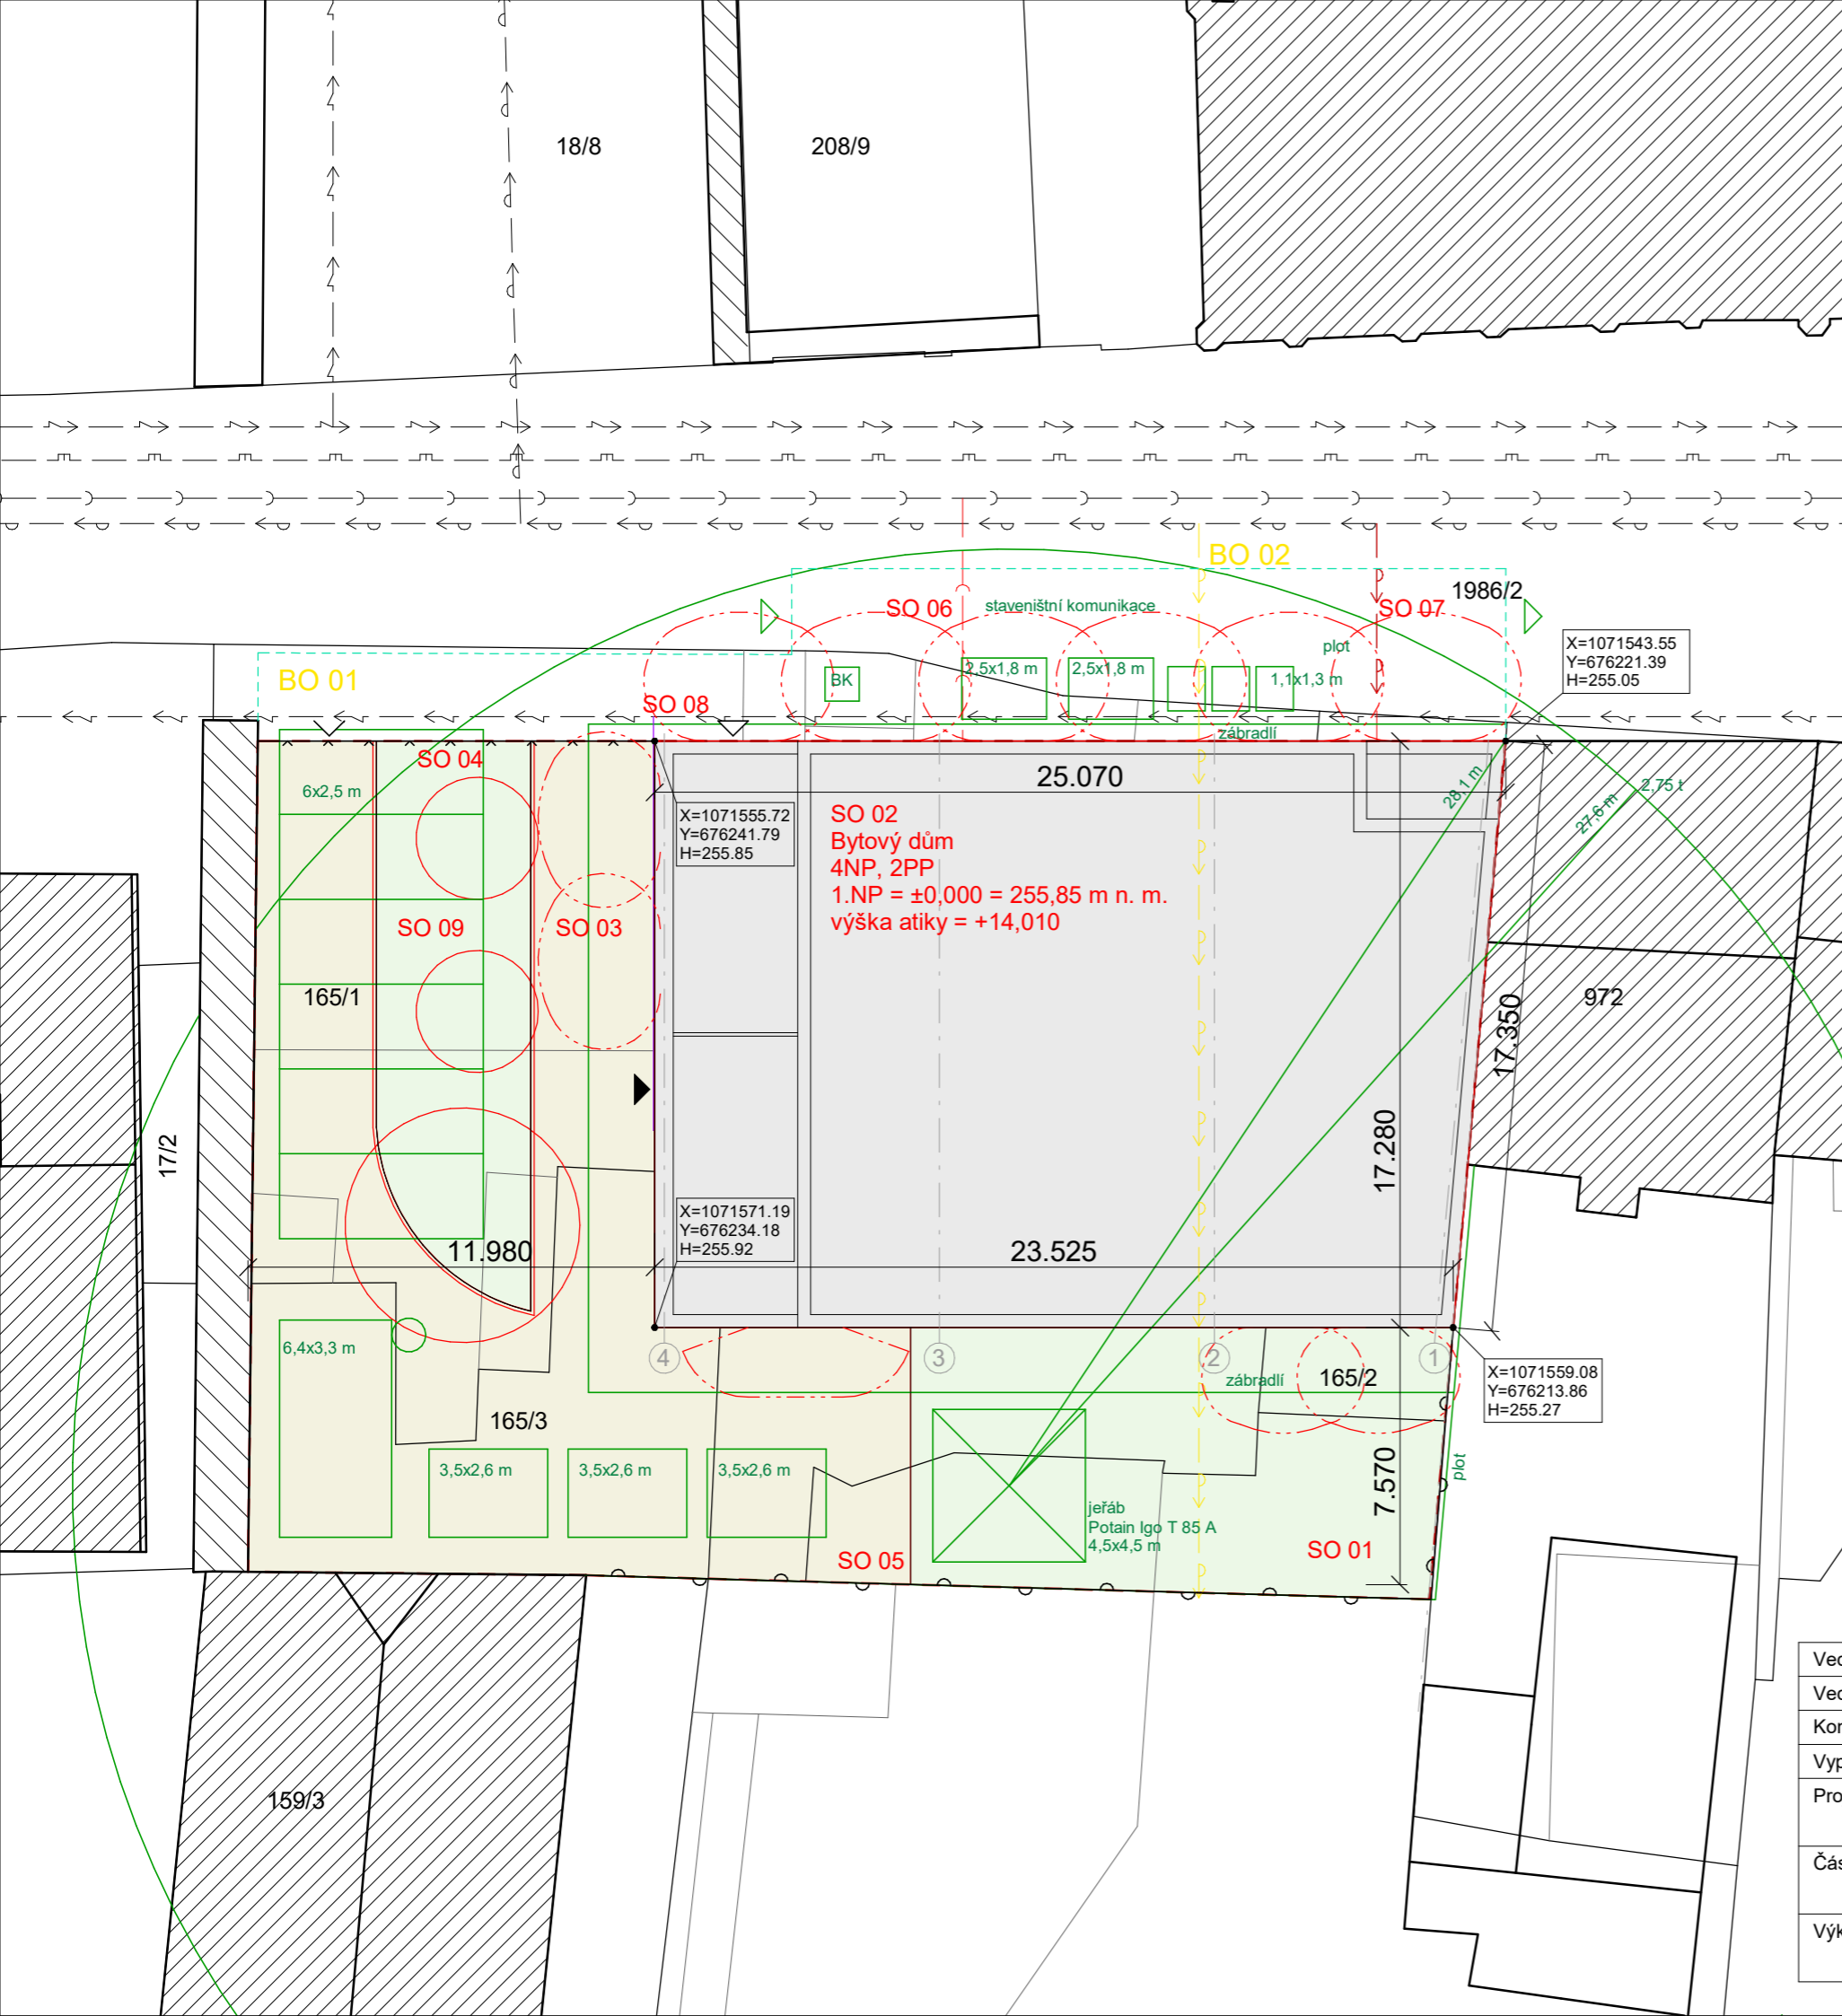 18/8
208/9
BO 02
1986/2
SO 06
staveništní komunikace
SO 07
plot
X=1071543.55
Y=676221.39
H=255.05
BO 01
BK
2,5x1,8 m
2,5x1,8 m
1,1x1,3 m
SO 08
zábradlí
SO 04
6x2,5 m
25.070
28,1 m
27,6 m
2,75 t
X=1071555.72
Y=676241.79
H=255.85
SO 02
Bytový dům
4NP, 2PP
1.NP = ±0,000 = 255,85 m n. m.
výška atiky = +14,010
SO 09
SO 03
165/1
972
17.350
17/2
17.280
X=1071571.19
Y=676234.18
H=255.92
11.980
23.525
6,4x3,3 m
4
3
2
1
zábradlí
165/2
X=1071559.08
Y=676213.86
H=255.27
165/3
3,5x2,6 m
3,5x2,6 m
3,5x2,6 m
plot
7.570
jeřáb
Potain Igo T 85 A
4,5x4,5 m
SO 05
SO 01
159/3
Ved
Ved
Kon
Vyp
Pro
Čás
Výk